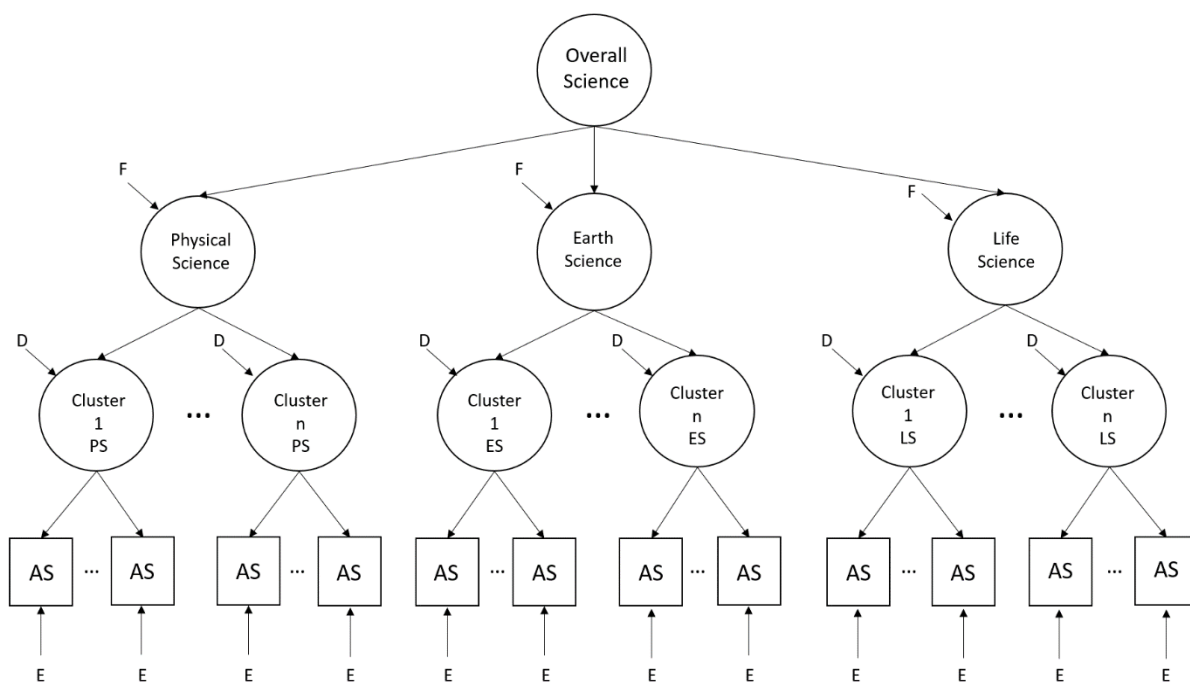 Overall
Science
F
F
F
Physical
Science
Earth
Science
Life
Science
D
D
D
D
D
D
Cluster
1
PS
...
Cluster
n
PS
Cluster
1
ES
...
Cluster
n
ES
Cluster
1
LS
...
Cluster
n
LS
AS ... AS AS ... AS AS ... AS AS ... AS AS ... AS AS ... AS
E E E E E E E E E E E E